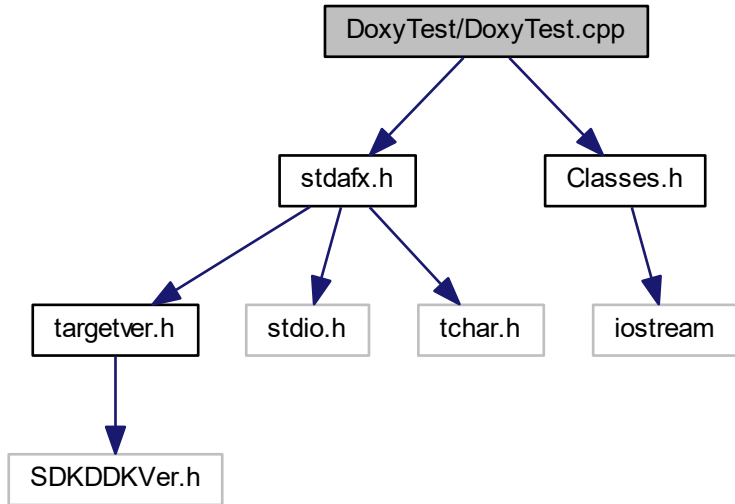 DoxyTest/DoxyTest.cpp
stdafx.h
Classes.h
targetver.h
stdio.h
tchar.h
iostream
SDKDDKVer.h